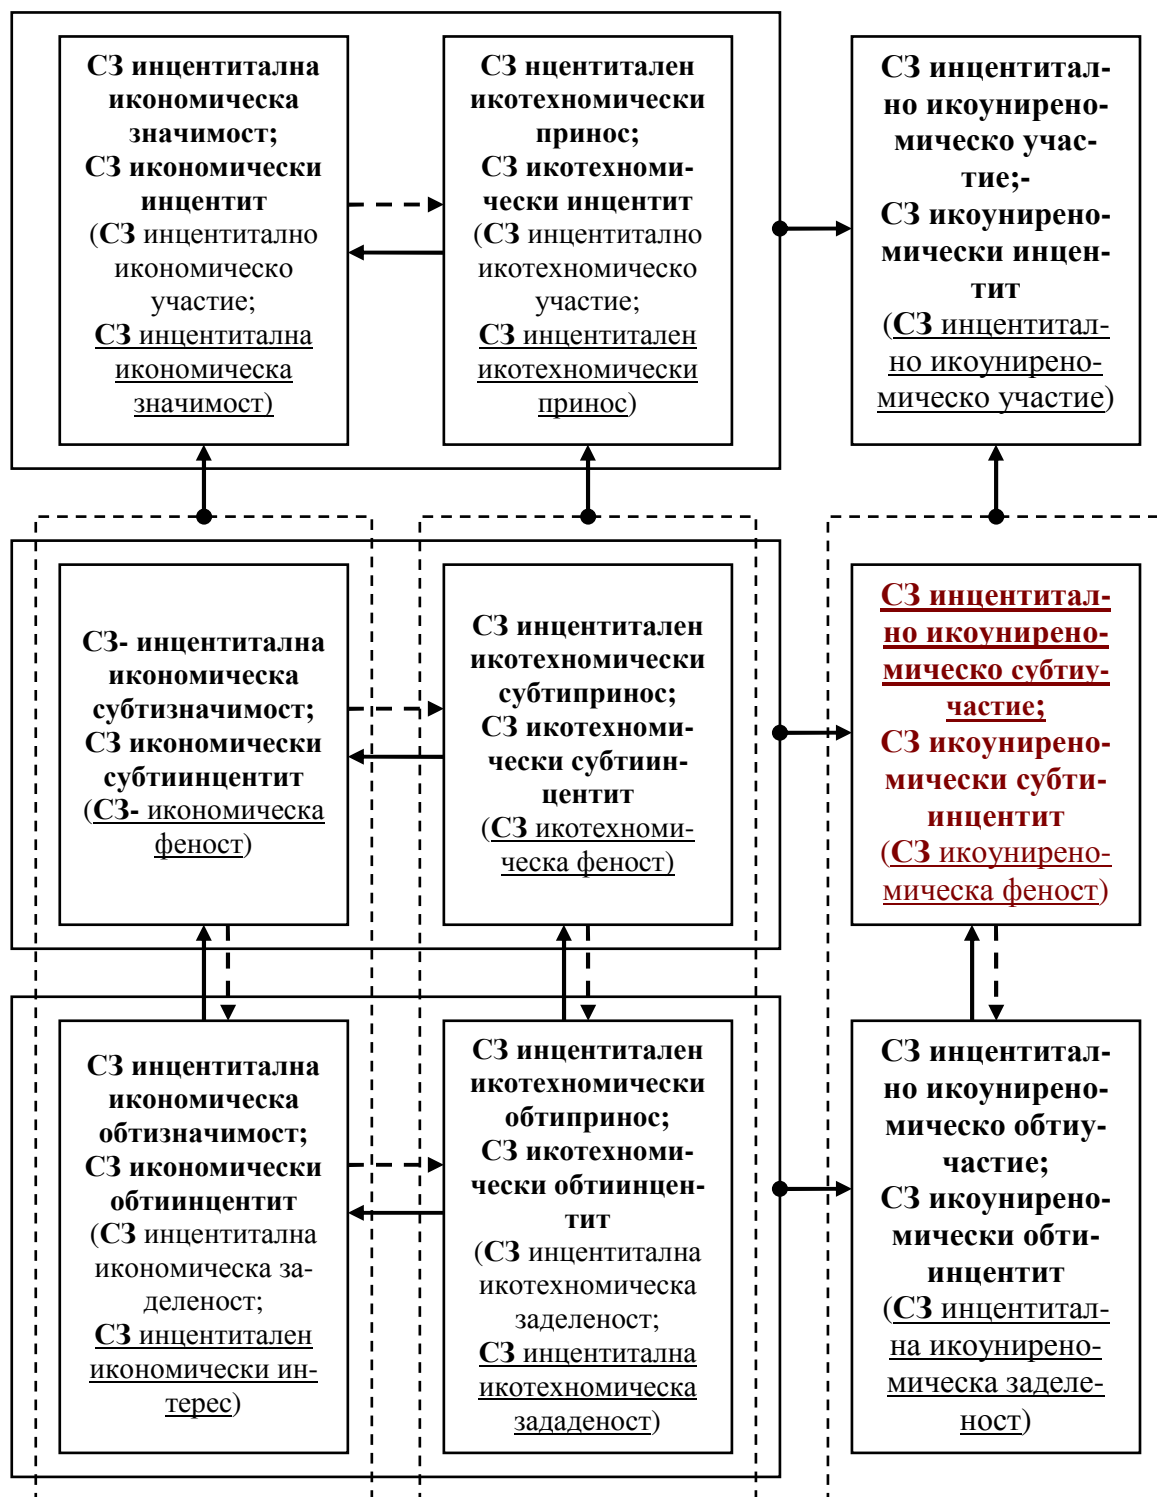 СЗ инцентитална
икономическа
значимост;
СЗ икономически
инцентит
(СЗ инцентитално
икономическо
участие;
СЗ инцентитална
икономическа
значимост)
СЗ нцентитален
икотехномически
принос;
СЗ икотехноми-
чески инцентит
(СЗ инцентитално
икотехномическо
участие;
СЗ инцентитален
икотехномически
принос)
СЗ инцентитал-
но икоунирено-
мическо учас-
тие;-
СЗ икоунирено-
мически инцен-
тит
(СЗ инцентитал-
но икоунирено-
мическо участие)
СЗ- инцентитална
икономическа
субтизначимост;
СЗ икономически
субтиинцентит
(СЗ- икономическа
феност)
СЗ инцентитален
икотехномически
субтипринос;
СЗ икотехноми-
чески субтиин-
центит
(СЗ икотехноми-
ческа феност)
СЗ инцентитал-
но икоунирено-
мическо субтиу-
частие;
СЗ икоунирено-
мически субти-
инцентит
(СЗ икоунирено-
мическа феност)
СЗ инцентитална
икономическа
обтизначимост;
СЗ икономически
обтиинцентит
(СЗ инцентитална
икономическа за-
деленост;
СЗ инцентитален
икономически ин-
терес)
СЗ инцентитален
икотехномически
обтипринос;
СЗ икотехноми-
чески обтиинцен-
тит
(СЗ инцентитална
икотехномическа
заделеност;
СЗ инцентитална
икотехномическа
зададеност)
СЗ инцентитал-
но икоунирено-
мическо обтиу-
частие;
СЗ икоунирено-
мически обти-
инцентит
(СЗ инцентитал-
на икоунирено-
мическа заделе-
ност)